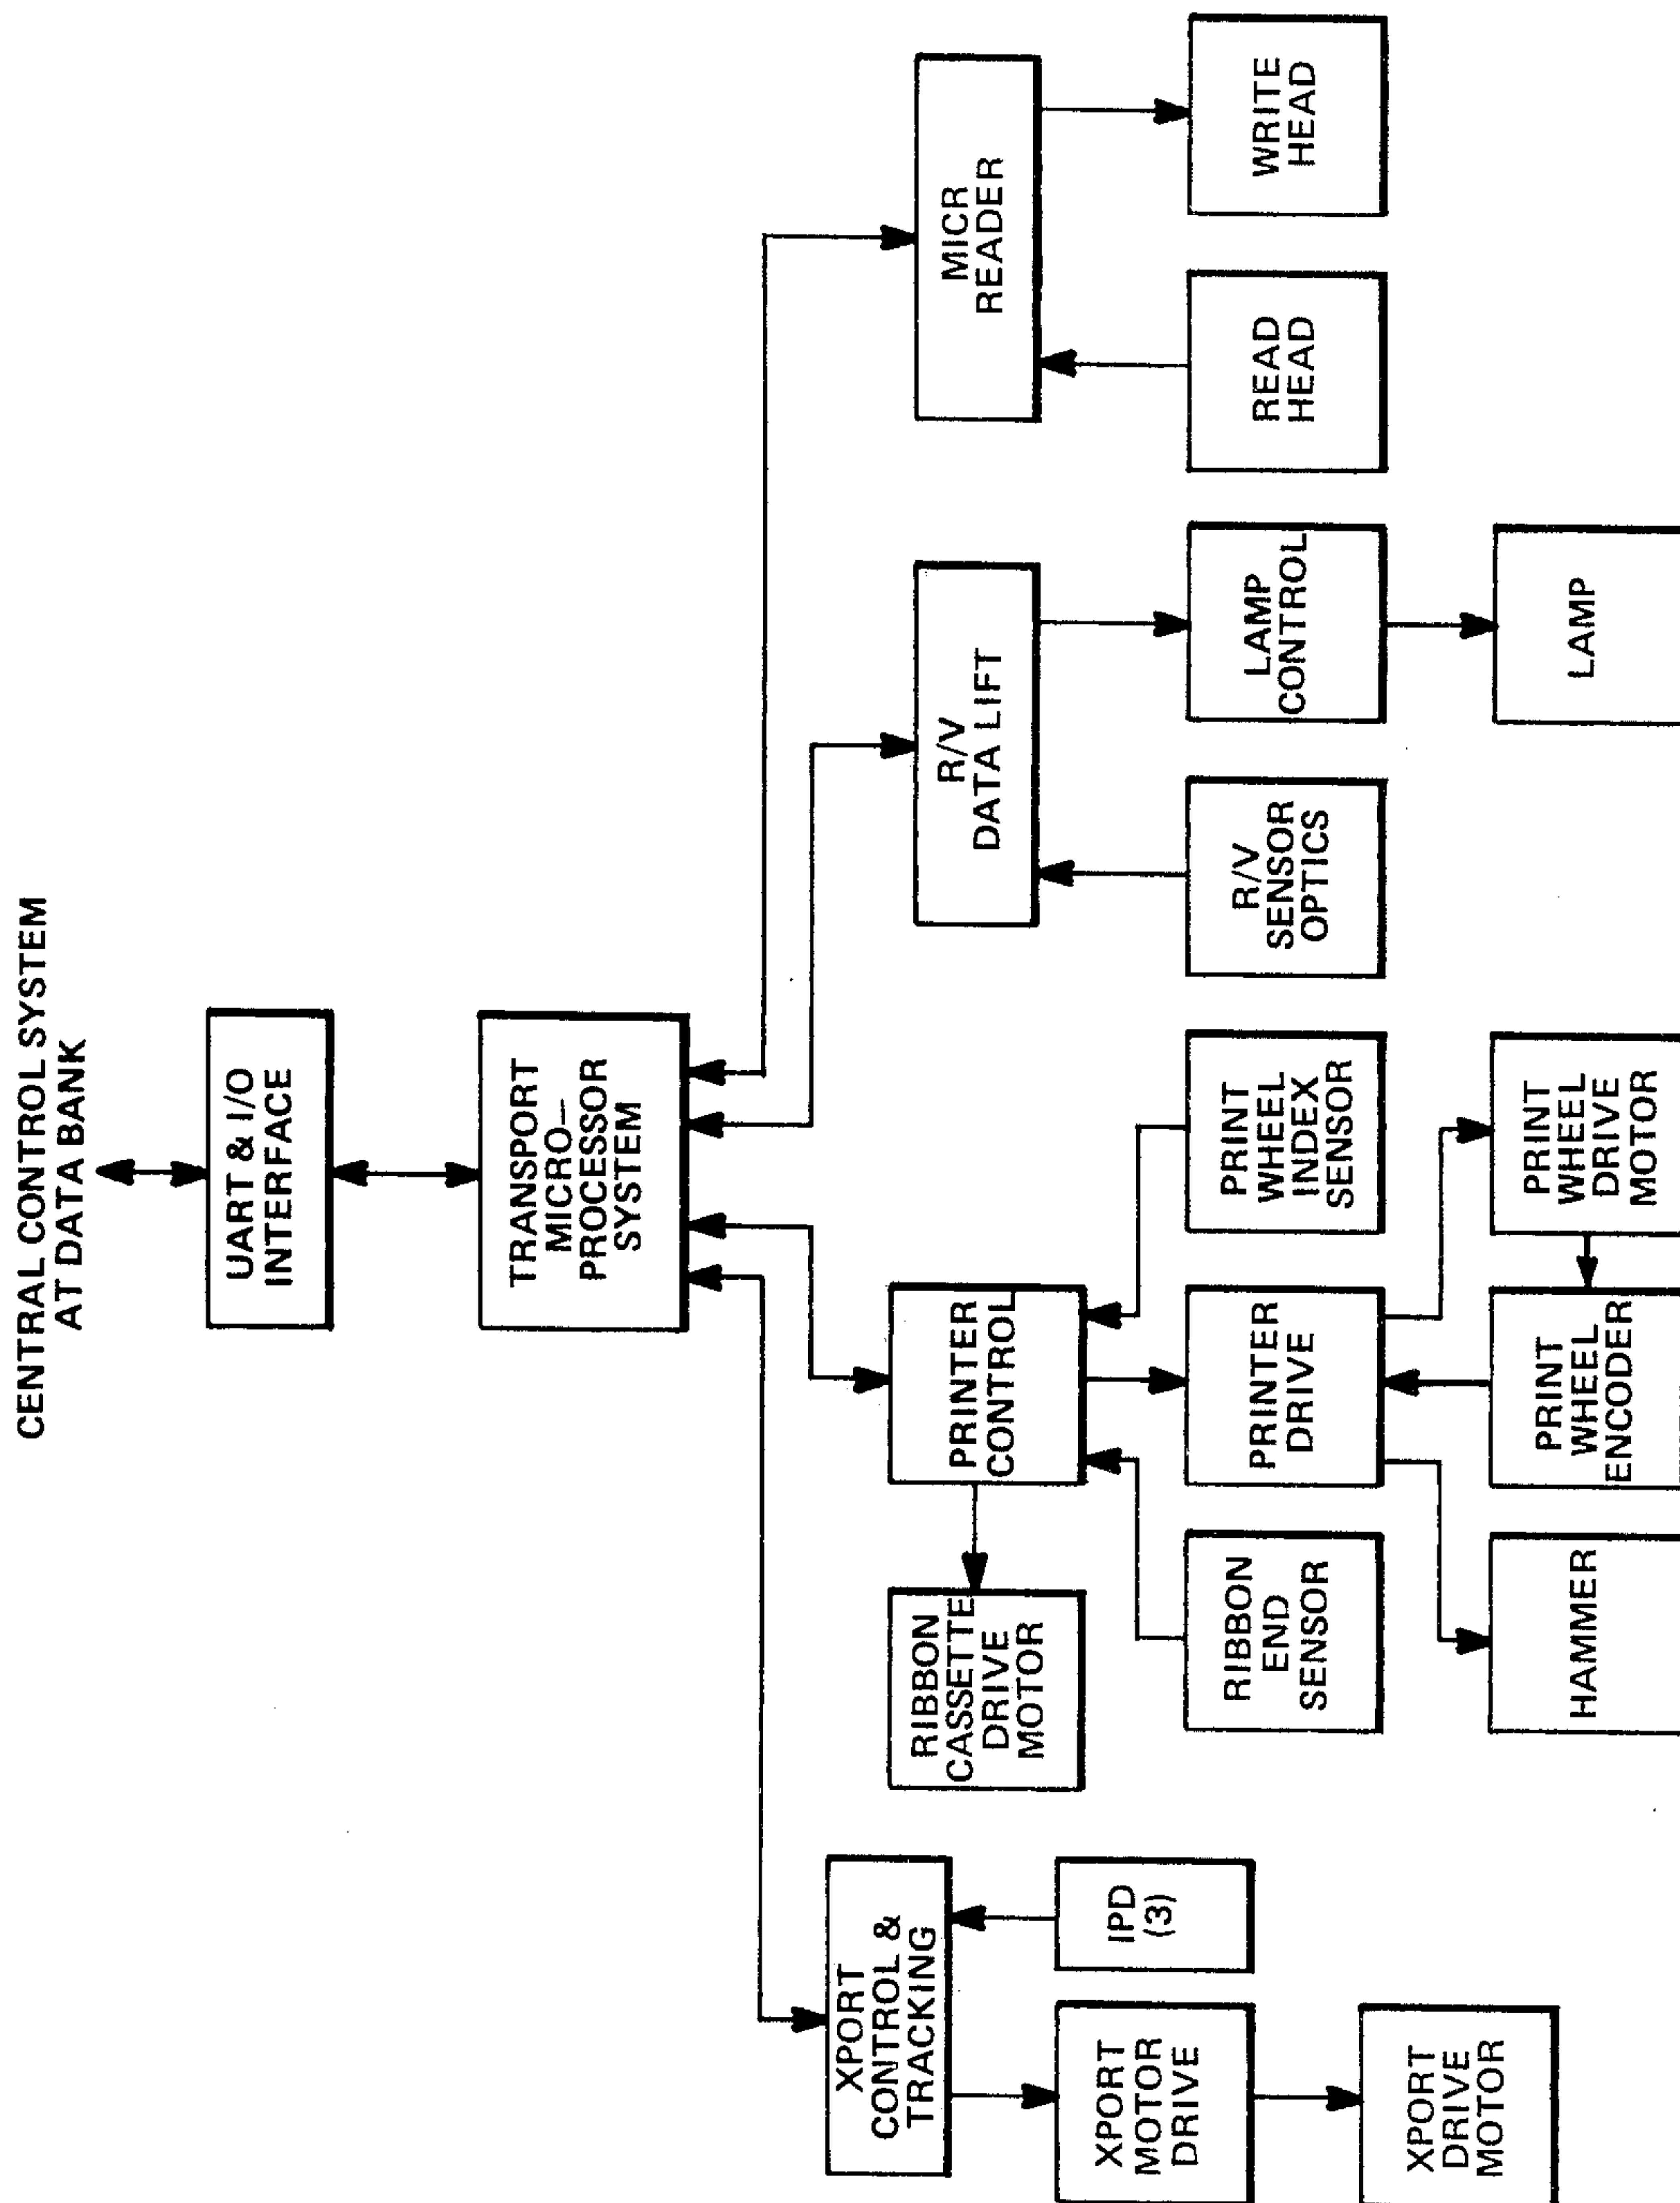 CENTRAL CONTROL SYSTEM
AT DATA BANK
UART & I/O
INTERFACE
TRANSPORT
MICRO–
PROCESSOR
SYSTEM
XPORT
CONTROL &
TRACKING
IPD
(3)
XPORT
MOTOR
DRIVE
XPORT
DRIVE
MOTOR
RIBBON
CASSETTE
DRIVE
MOTOR
PRINTER
CONTROL
RIBBON
END
SENSOR
PRINTER
DRIVE
PRINT
WHEEL
INDEX
SENSOR
HAMMER
PRINT
WHEEL
ENCODER
PRINT
WHEEL
DRIVE
MOTOR
R/V
DATA LIFT
R/V
SENSOR
OPTICS
LAMP
CONTROL
LAMP
MICR
READER
READ
HEAD
WRITE
HEAD